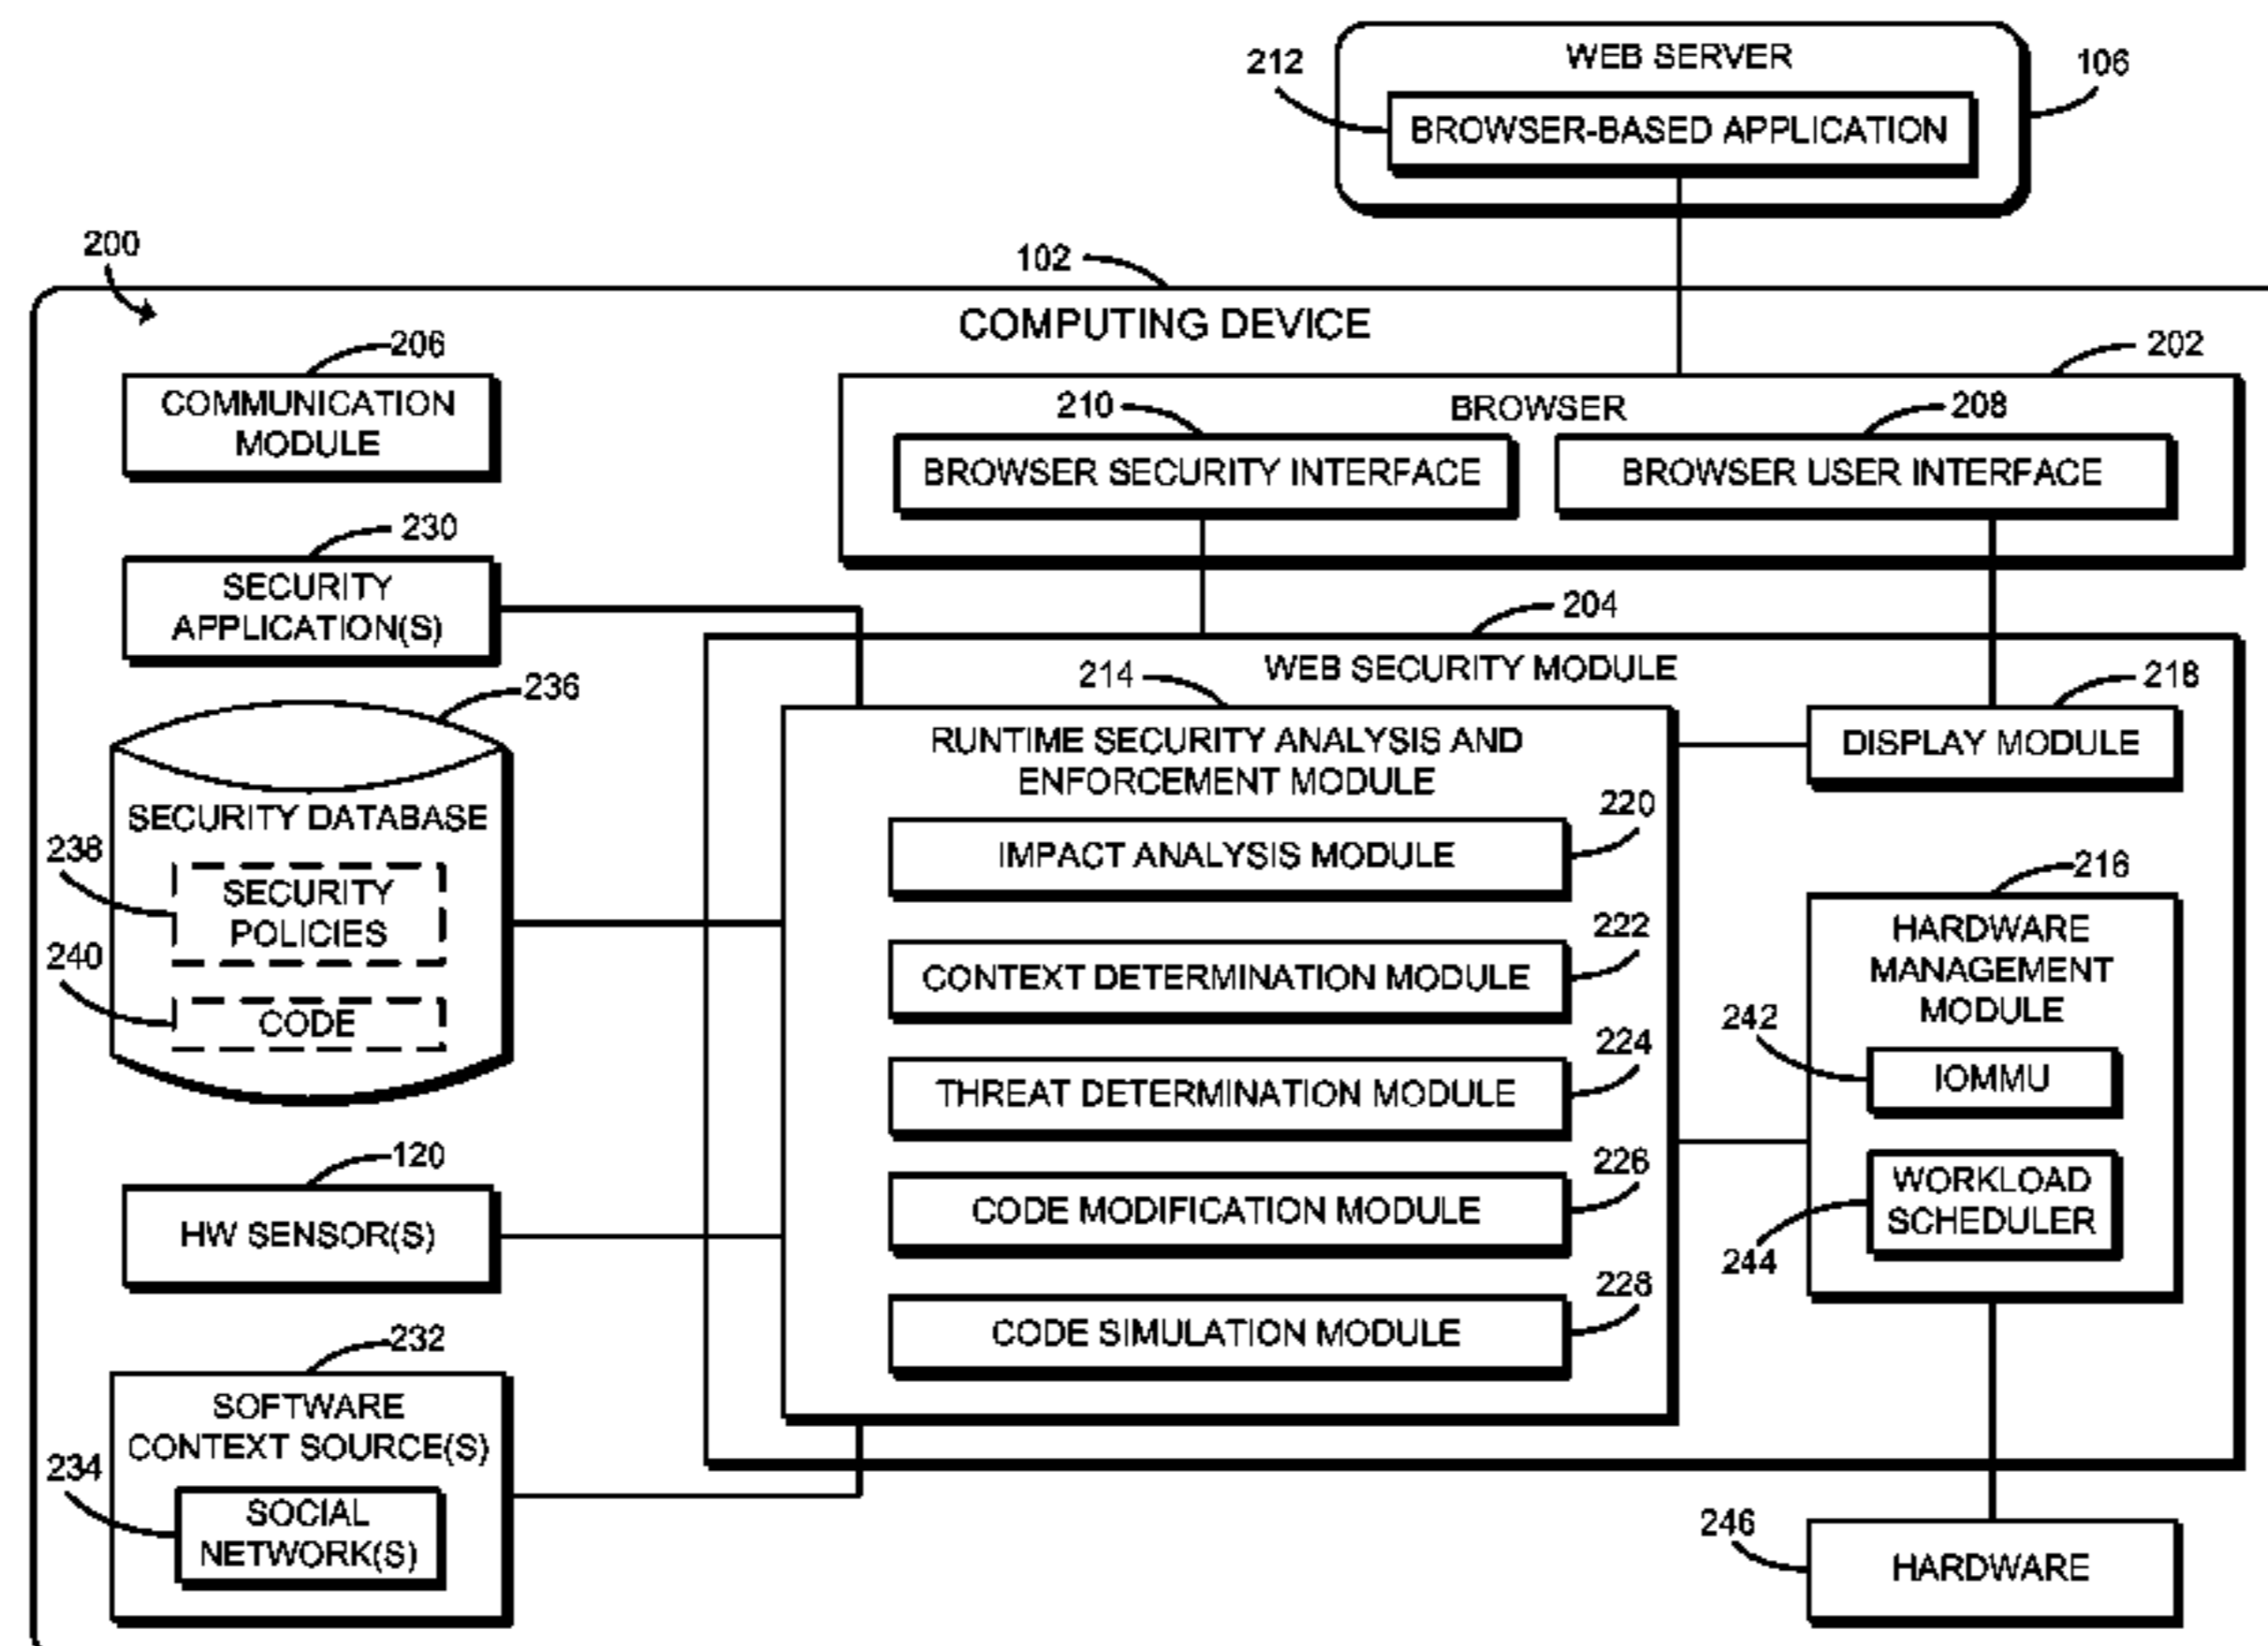 WEB SERVER
212
106
BROWSER-BASED APPLICATION
200
102
COMPUTING DEVICE
206
COMMUNICATION
MODULE
202
BROWSER
210
208
BROWSER SECURITY INTERFACE
BROWSER USER INTERFACE
230
SECURITY
APPLICATION(S)
204
WEB SECURITY MODULE
236
SECURITY DATABASE
238
SECURITY
POLICIES
240
CODE
214
RUNTIME SECURITY ANALYSIS AND
ENFORCEMENT MODULE
220
IMPACT ANALYSIS MODULE
222
CONTEXT DETERMINATION MODULE
224
THREAT DETERMINATION MODULE
226
CODE MODIFICATION MODULE
228
CODE SIMULATION MODULE
218
DISPLAY MODULE
216
HARDWARE
MANAGEMENT
MODULE
242
IOMMU
WORKLOAD
SCHEDULER
244
120
HW SENSOR(S)
232
SOFTWARE
CONTEXT SOURCE(S)
234
SOCIAL
NETWORK(S)
246
HARDWARE